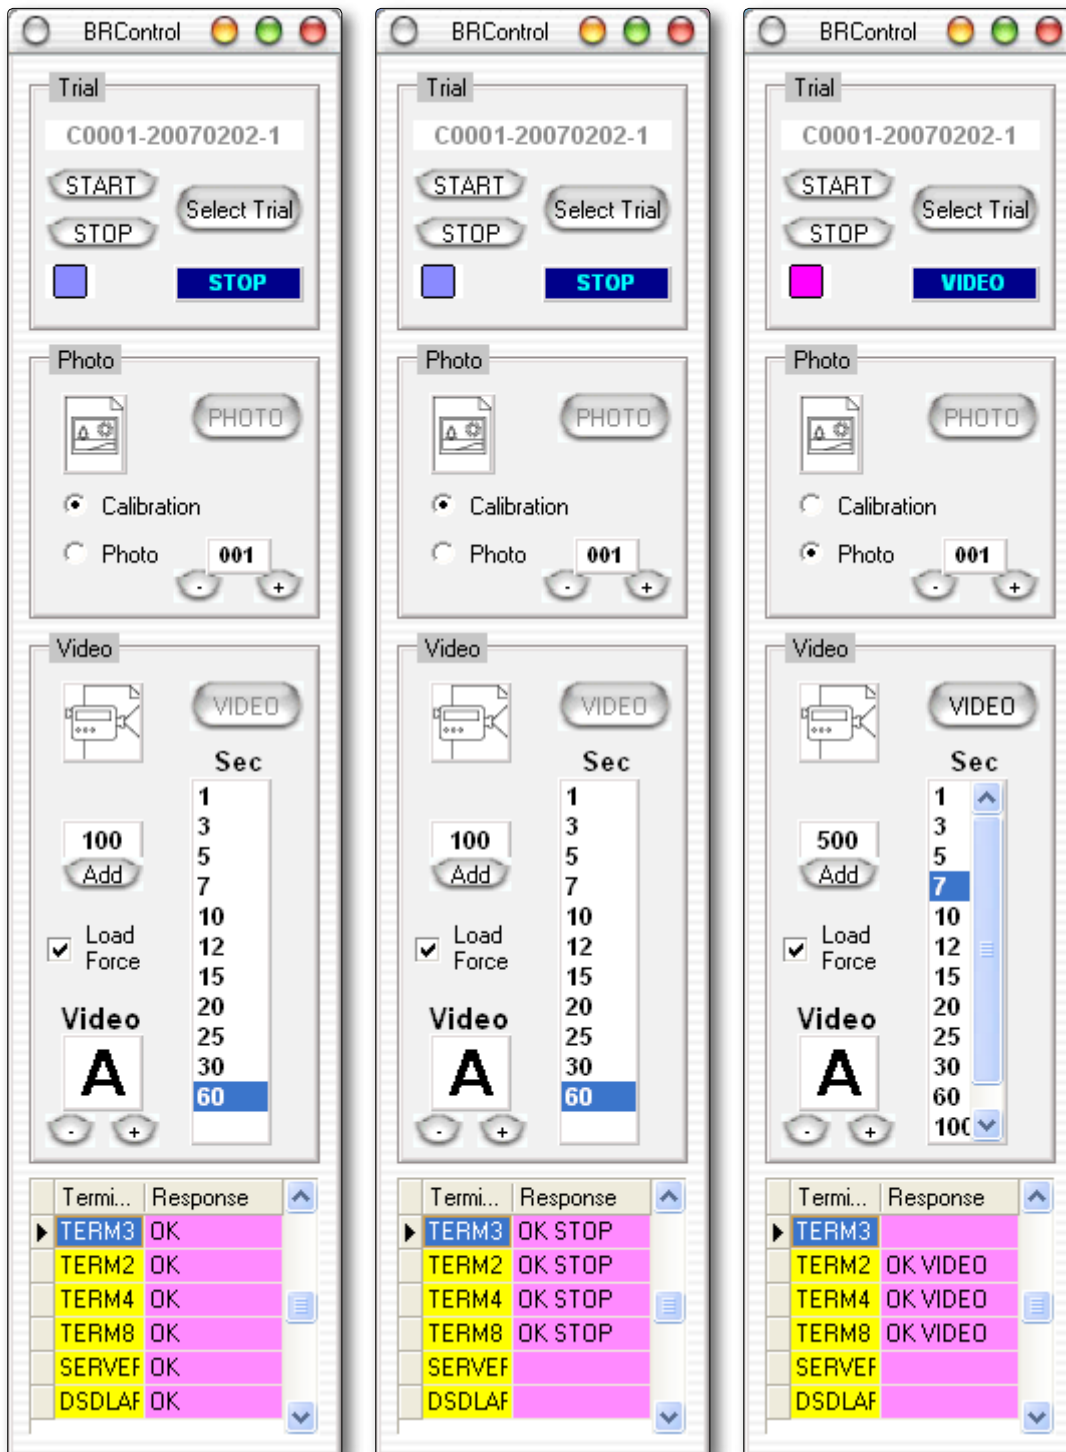 BRControl
Trial
C0001-20070202-1
START
Select Trial
STOP
STOP
Photo
PHOTO
Calibration
Photo
001
- +
Video
VIDEO
Sec
1
3
5
7
10
12
15
20
25
30
60
100
Add
Load
Force
Video
A
- +
Termi... Response
TERM3 OK
TERM2 OK
TERM4 OK
TERM8 OK
SERVER OK
DSDLAF OK
BRControl
Trial
C0001-20070202-1
START
Select Trial
STOP
STOP
Photo
PHOTO
Calibration
Photo
001
- +
Video
VIDEO
Sec
1
3
5
7
10
12
15
20
25
30
60
100
Add
Load
Force
Video
A
- +
Termi... Response
TERM3 OK STOP
TERM2 OK STOP
TERM4 OK STOP
TERM8 OK STOP
SERVER
DSDLAF
BRControl
Trial
C0001-20070202-1
START
Select Trial
STOP
VIDEO
Photo
PHOTO
Calibration
Photo
001
- +
Video
VIDEO
Sec
1
3
5
7
10
12
15
20
25
30
60
100
500
Add
Load
Force
Video
A
- +
Termi... Response
TERM3
TERM2 OK VIDEO
TERM4 OK VIDEO
TERM8 OK VIDEO
SERVER
DSDLAF